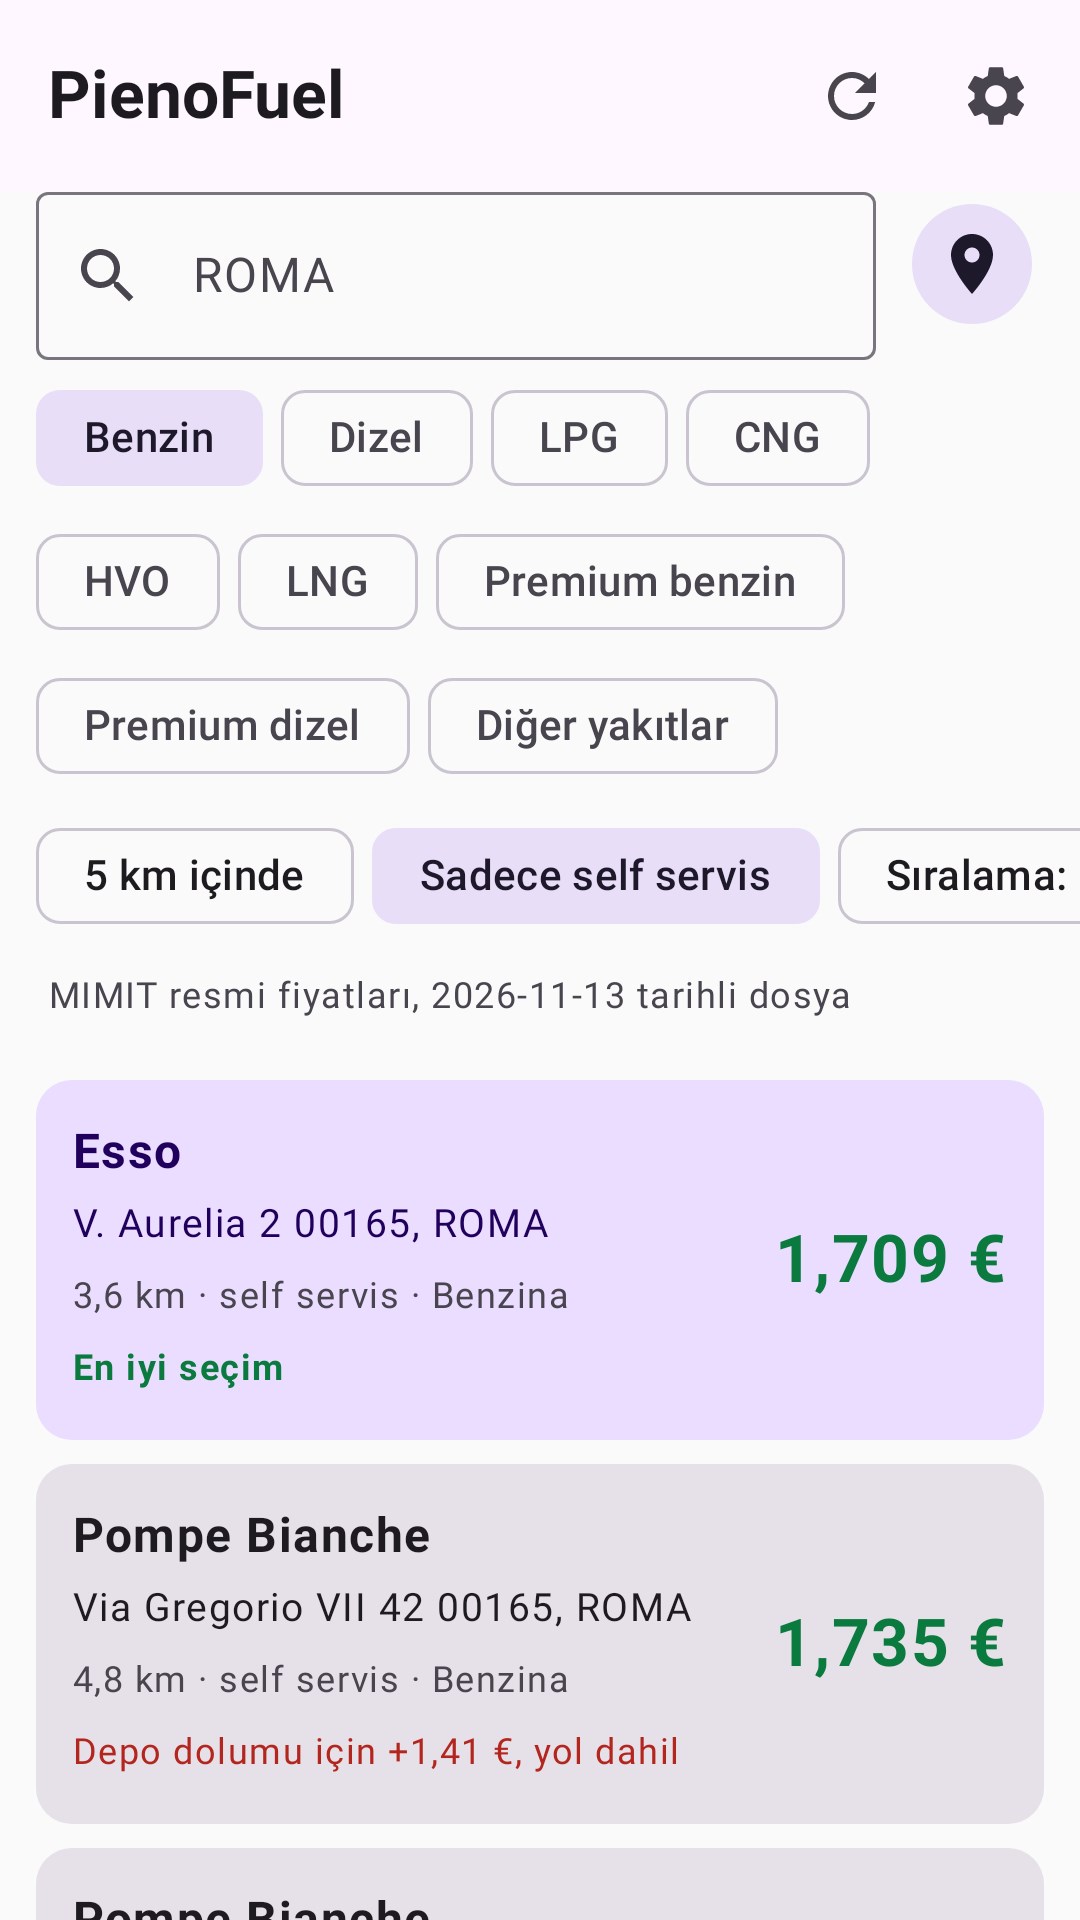 PienoFuel
ROMA
Benzin
Dizel
LPG
CNG
HVO
LNG
Premium benzin
Premium dizel
Diğer yakıtlar
5 km içinde
Sadece self servis
Sıralama:
MIMIT resmi fiyatları, 2026-11-13 tarihli dosya
Esso
V. Aurelia 2 00165, ROMA
3,6 km · self servis · Benzina
En iyi seçim
1,709 €
Pompe Bianche
Via Gregorio VII 42 00165, ROMA
4,8 km · self servis · Benzina
Depo dolumu için +1,41 €, yol dahil
1,735 €
Pompe Bianche